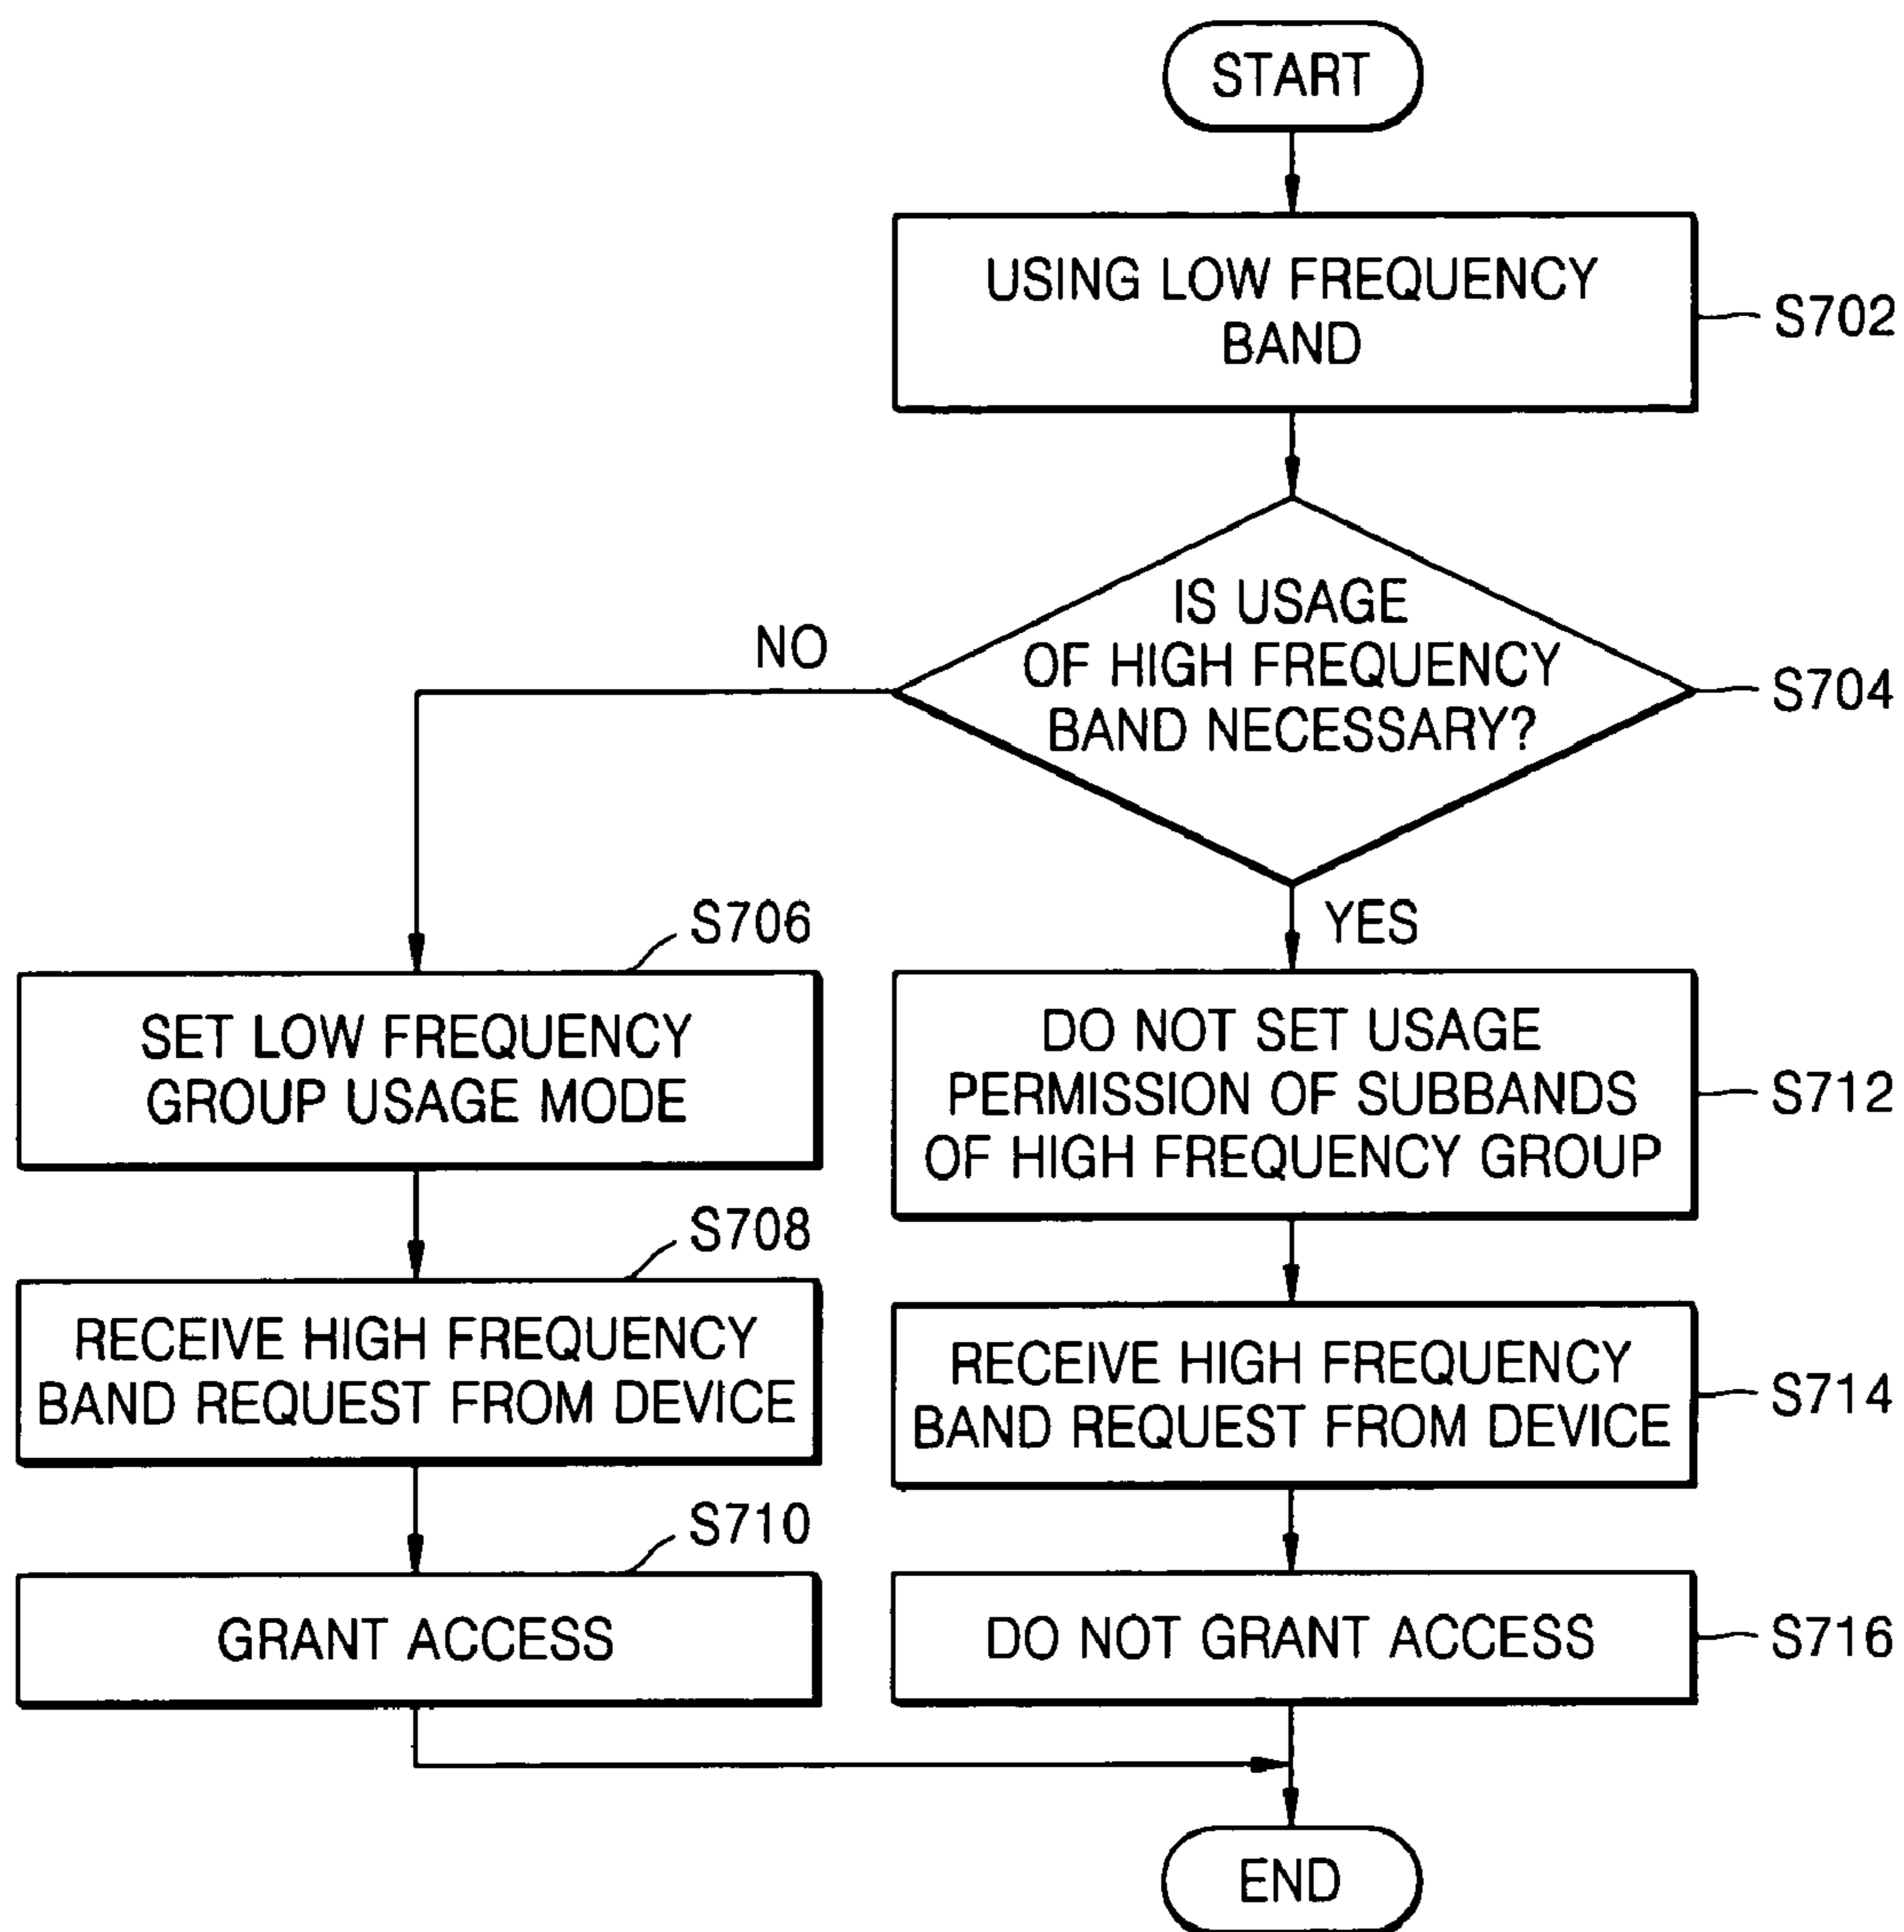 START
USING LOW FREQUENCY
BAND
S702
IS USAGE
OF HIGH FREQUENCY
BAND NECESSARY?
S704
NO
YES
S706
SET LOW FREQUENCY
GROUP USAGE MODE
S708
RECEIVE HIGH FREQUENCY
BAND REQUEST FROM DEVICE
S710
GRANT ACCESS
DO NOT SET USAGE
PERMISSION OF SUBBANDS
OF HIGH FREQUENCY GROUP
S712
RECEIVE HIGH FREQUENCY
BAND REQUEST FROM DEVICE
S714
DO NOT GRANT ACCESS
S716
END